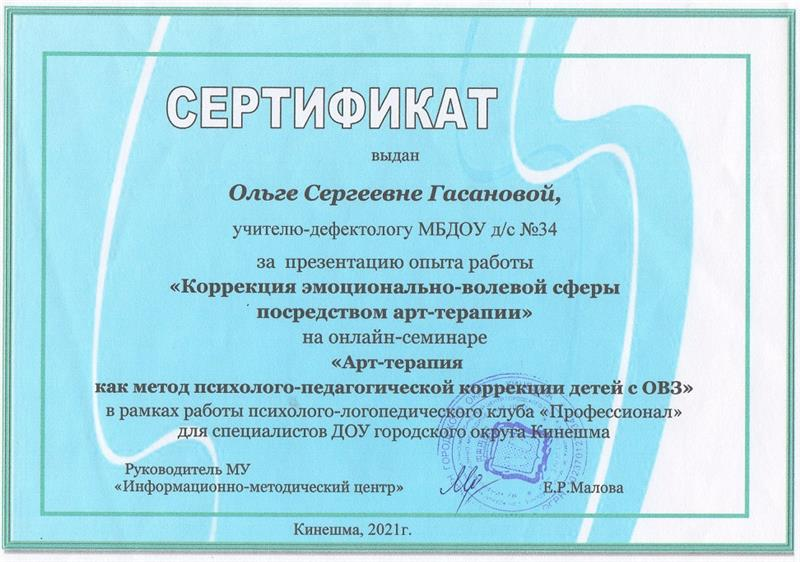 СЕРТИФИКАТ
выдан
Ольге Сергеевне Гасановой,
учителю-дефектологу МБДОУ д/с №34
за презентацию опыта работы
«Коррекция эмоционально-волевой сферы
посредством арт-терапии»
на онлайн-семинаре
«Арт-терапия
как метод психолого-педагогической коррекции детей с ОВЗ»
в рамках работы психолого-логопедического клуба «Профессионал»
для специалистов ДОУ городского округа Кинешма
Руководитель МУ
«Информационно-методический центр» Е.Р.Малова
Кинешма, 2021г.